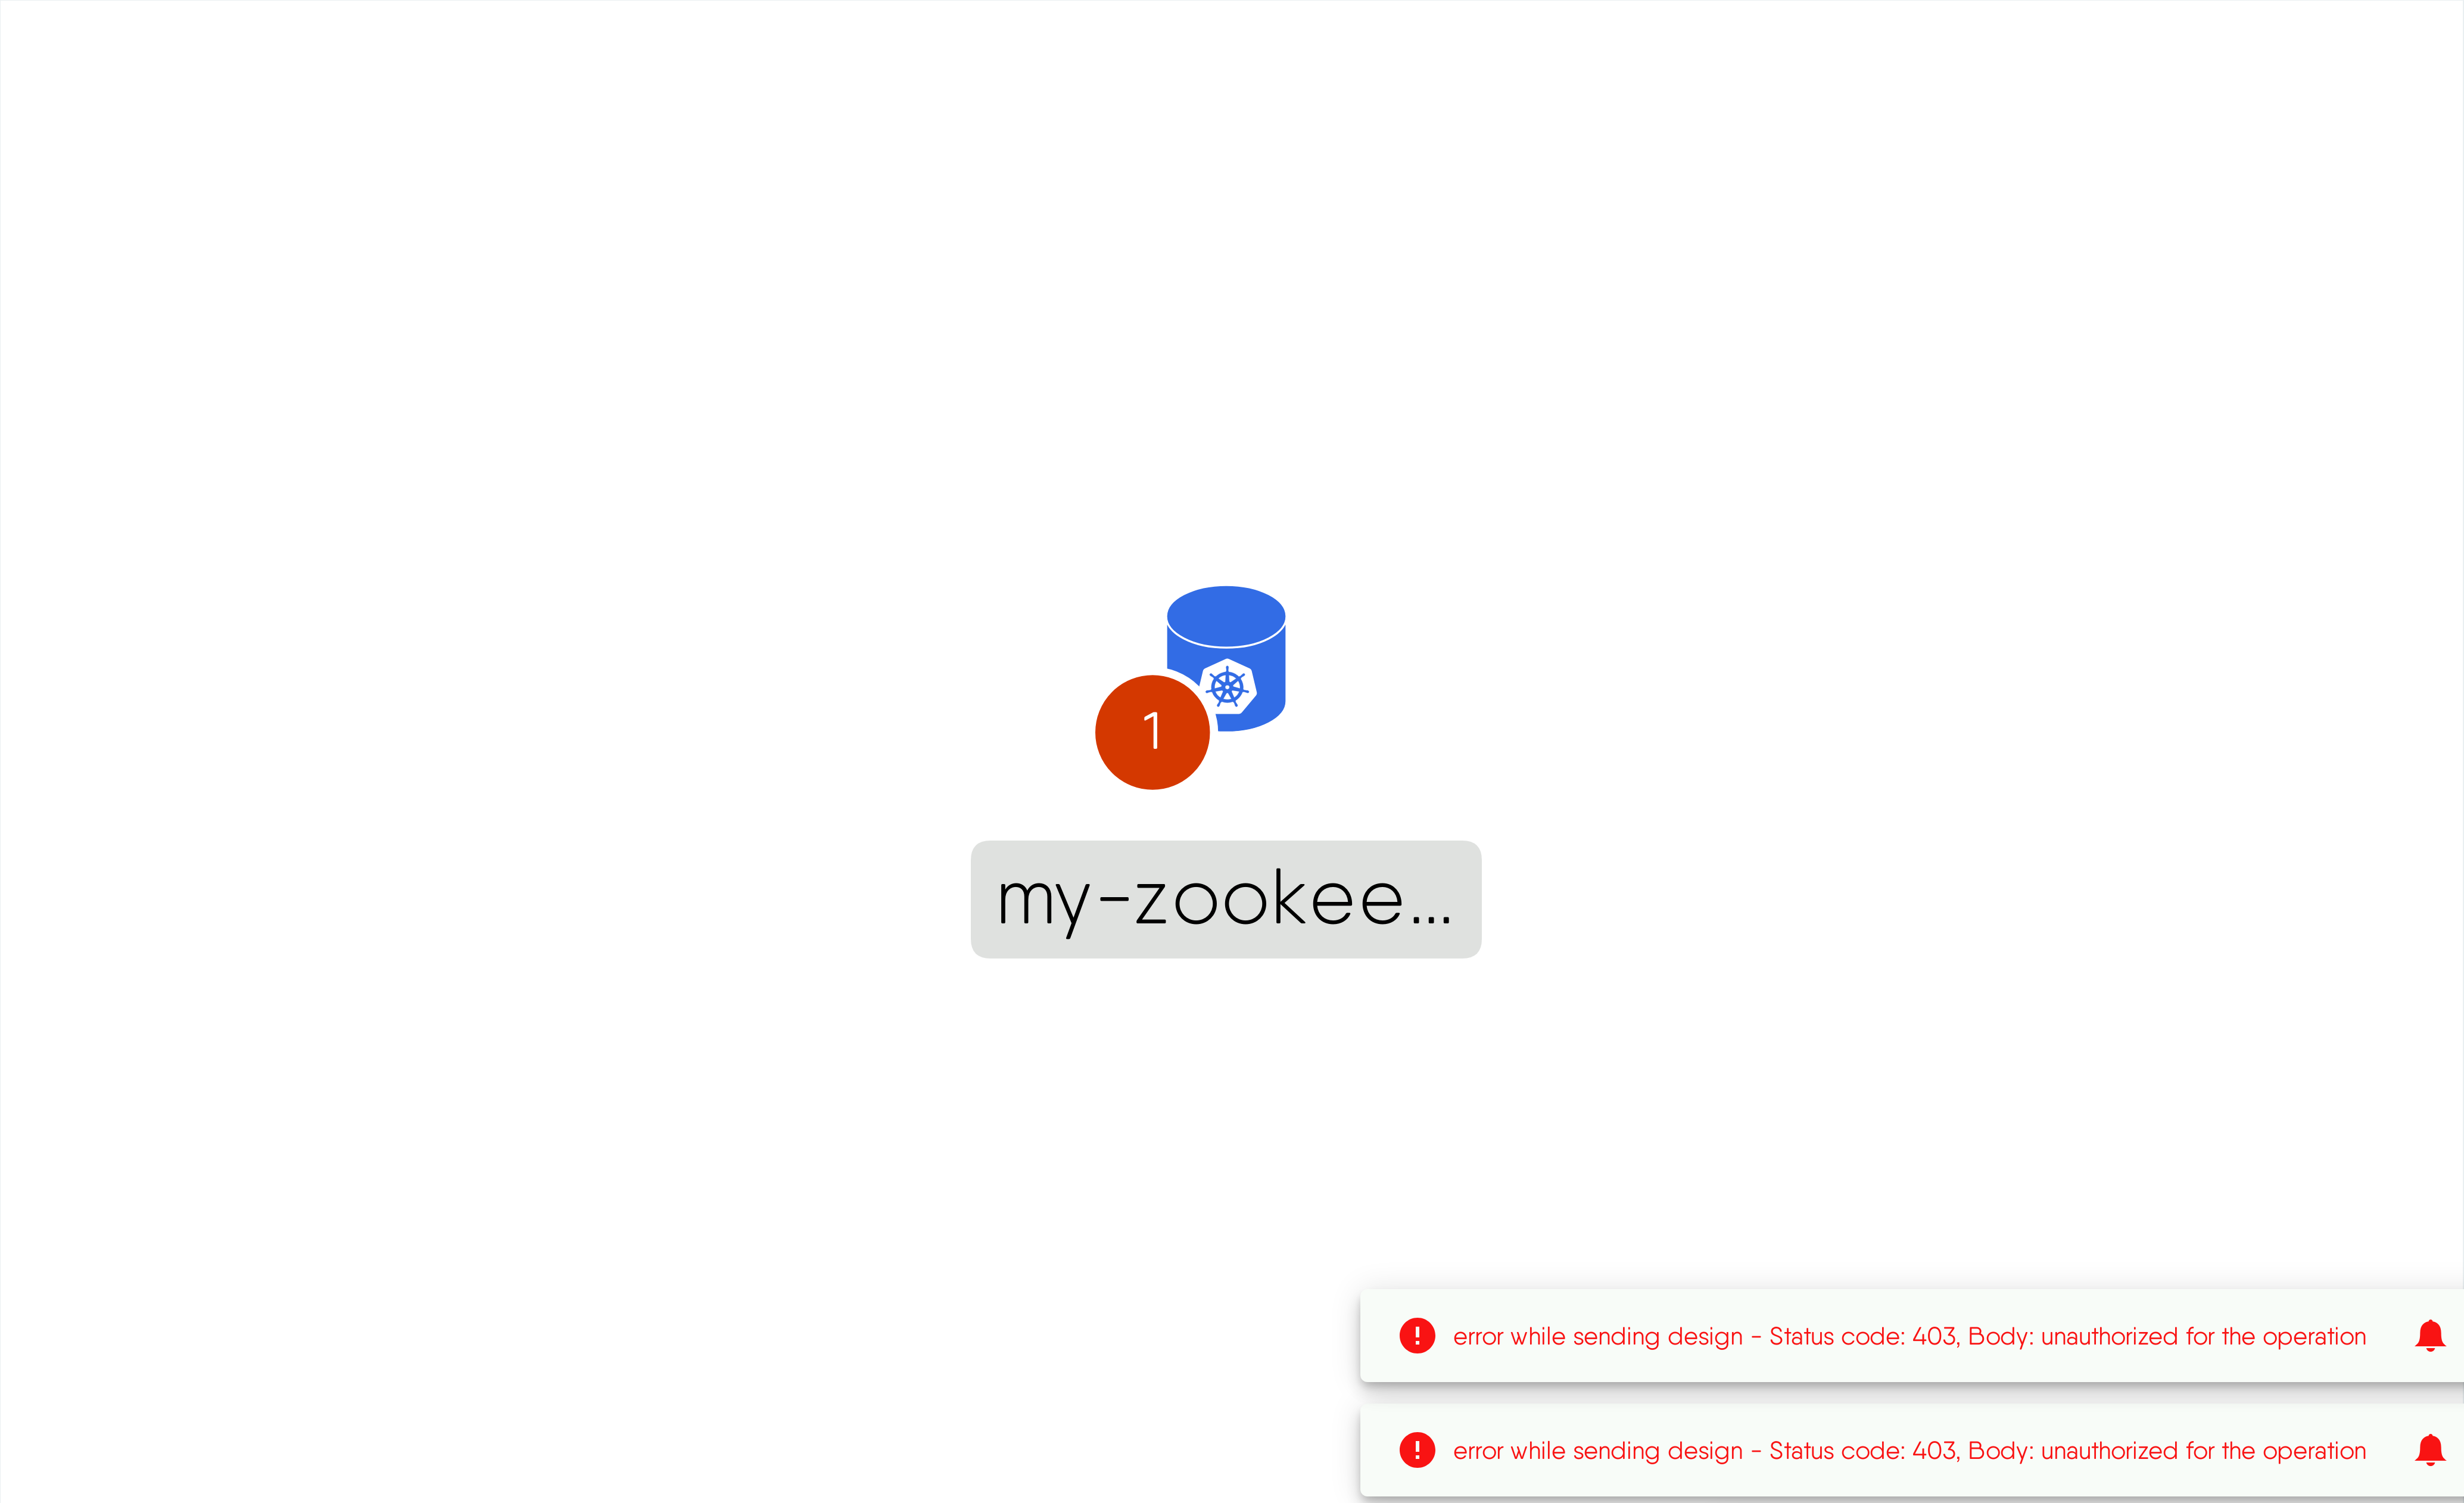 1
my-zookee...
error while sending design - Status code: 403, Body: unauthorized for the operation
error while sending design - Status code: 403, Body: unauthorized for the operation